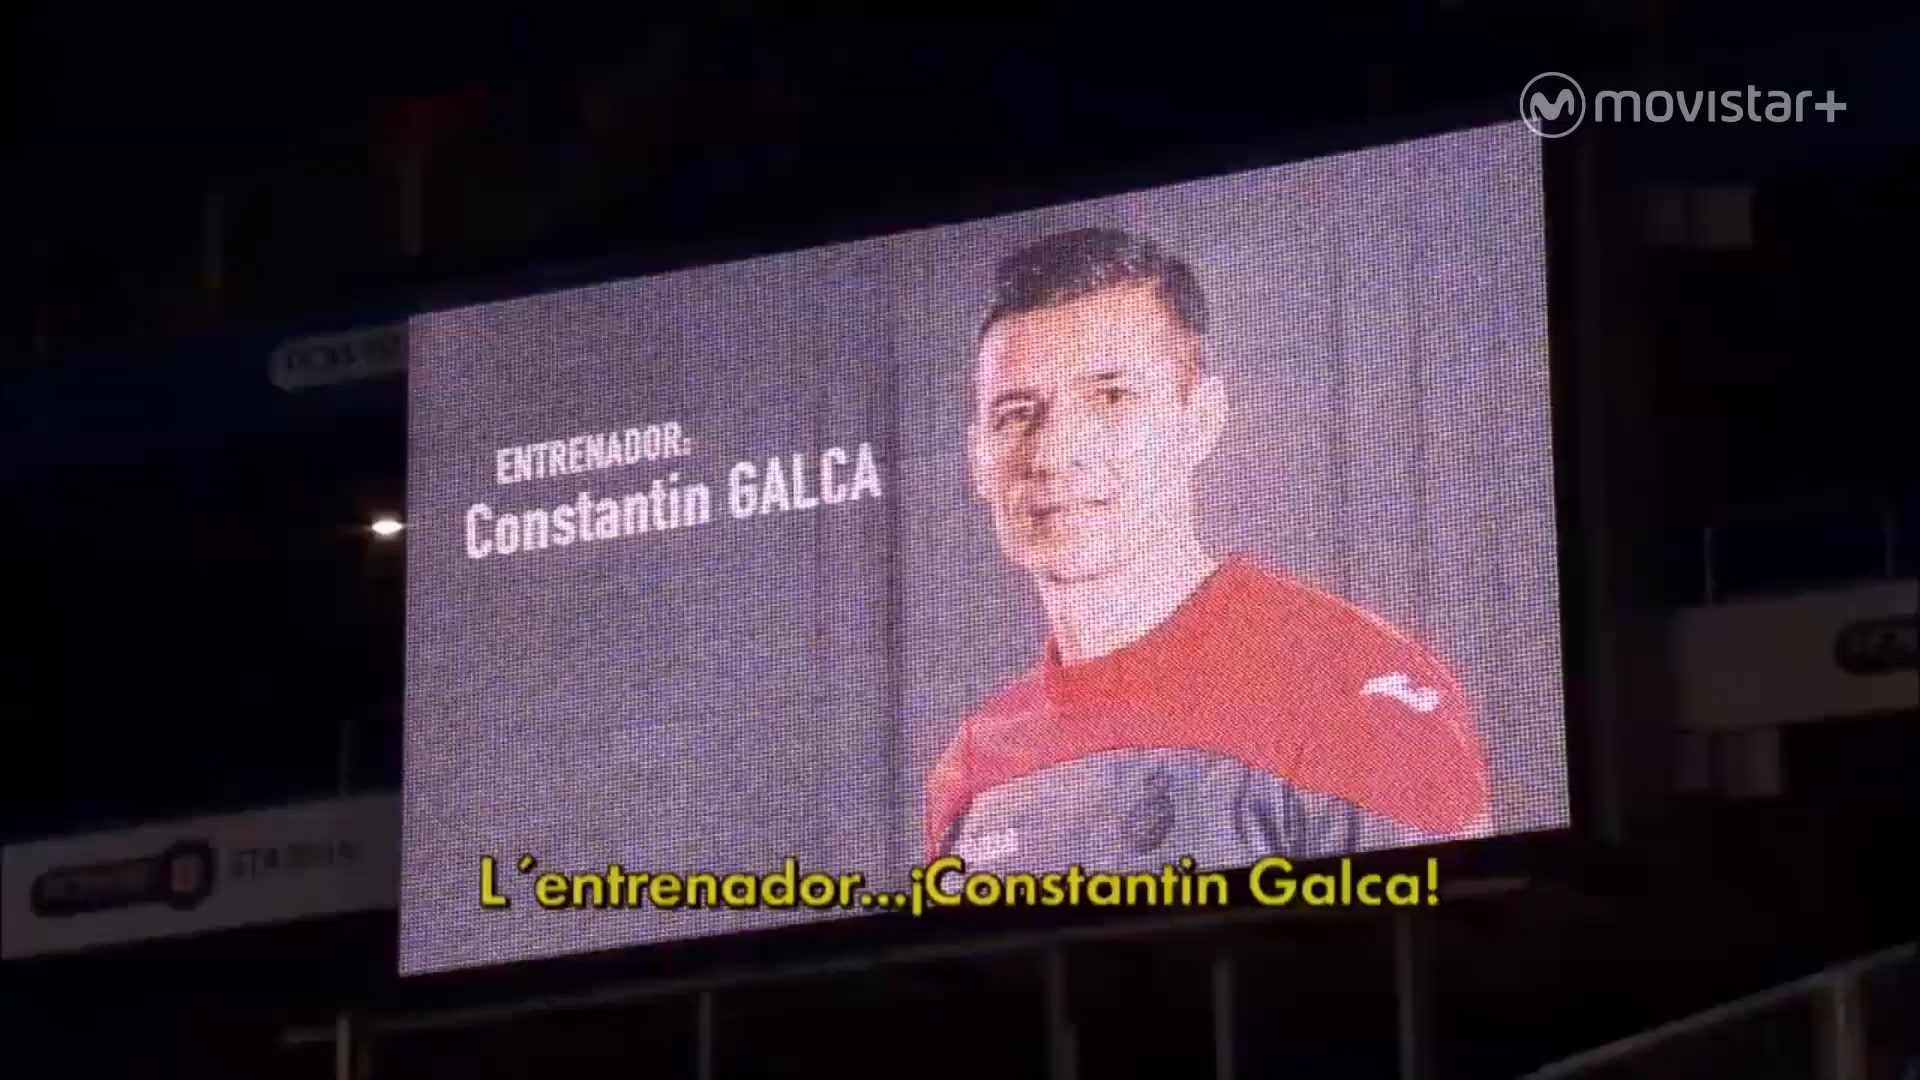 movistar+
ENTRENADOR:
Constantin GALCA
L´entrenador...¡Constantin Galca!